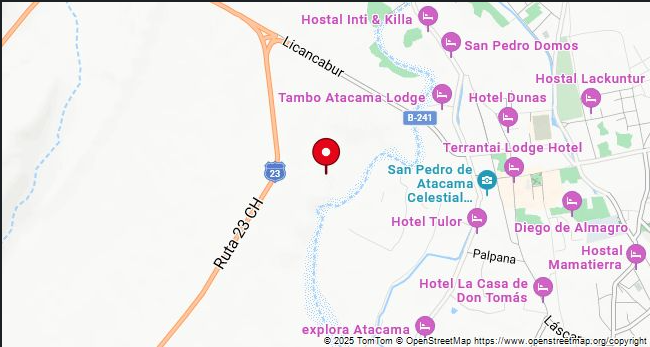 Hostal Inti & Killa
Licancabur
San Pedro Domos
Hostal Lackuntur
Tambo Atacama Lodge
Hotel Dunas
B-241
Terrantai Lodge Hotel
23
San Pedro de
Atacama
Celestial...
Ruta 23 CH
Hotel Tulor
Diego de Almagro
Palpana
Hostal
Mamatierra
Hotel La Casa de
Don Tomás
explora Atacama
Láscar
© 2025 TomTom © OpenStreetMap https://openstreetmap.org/copyright